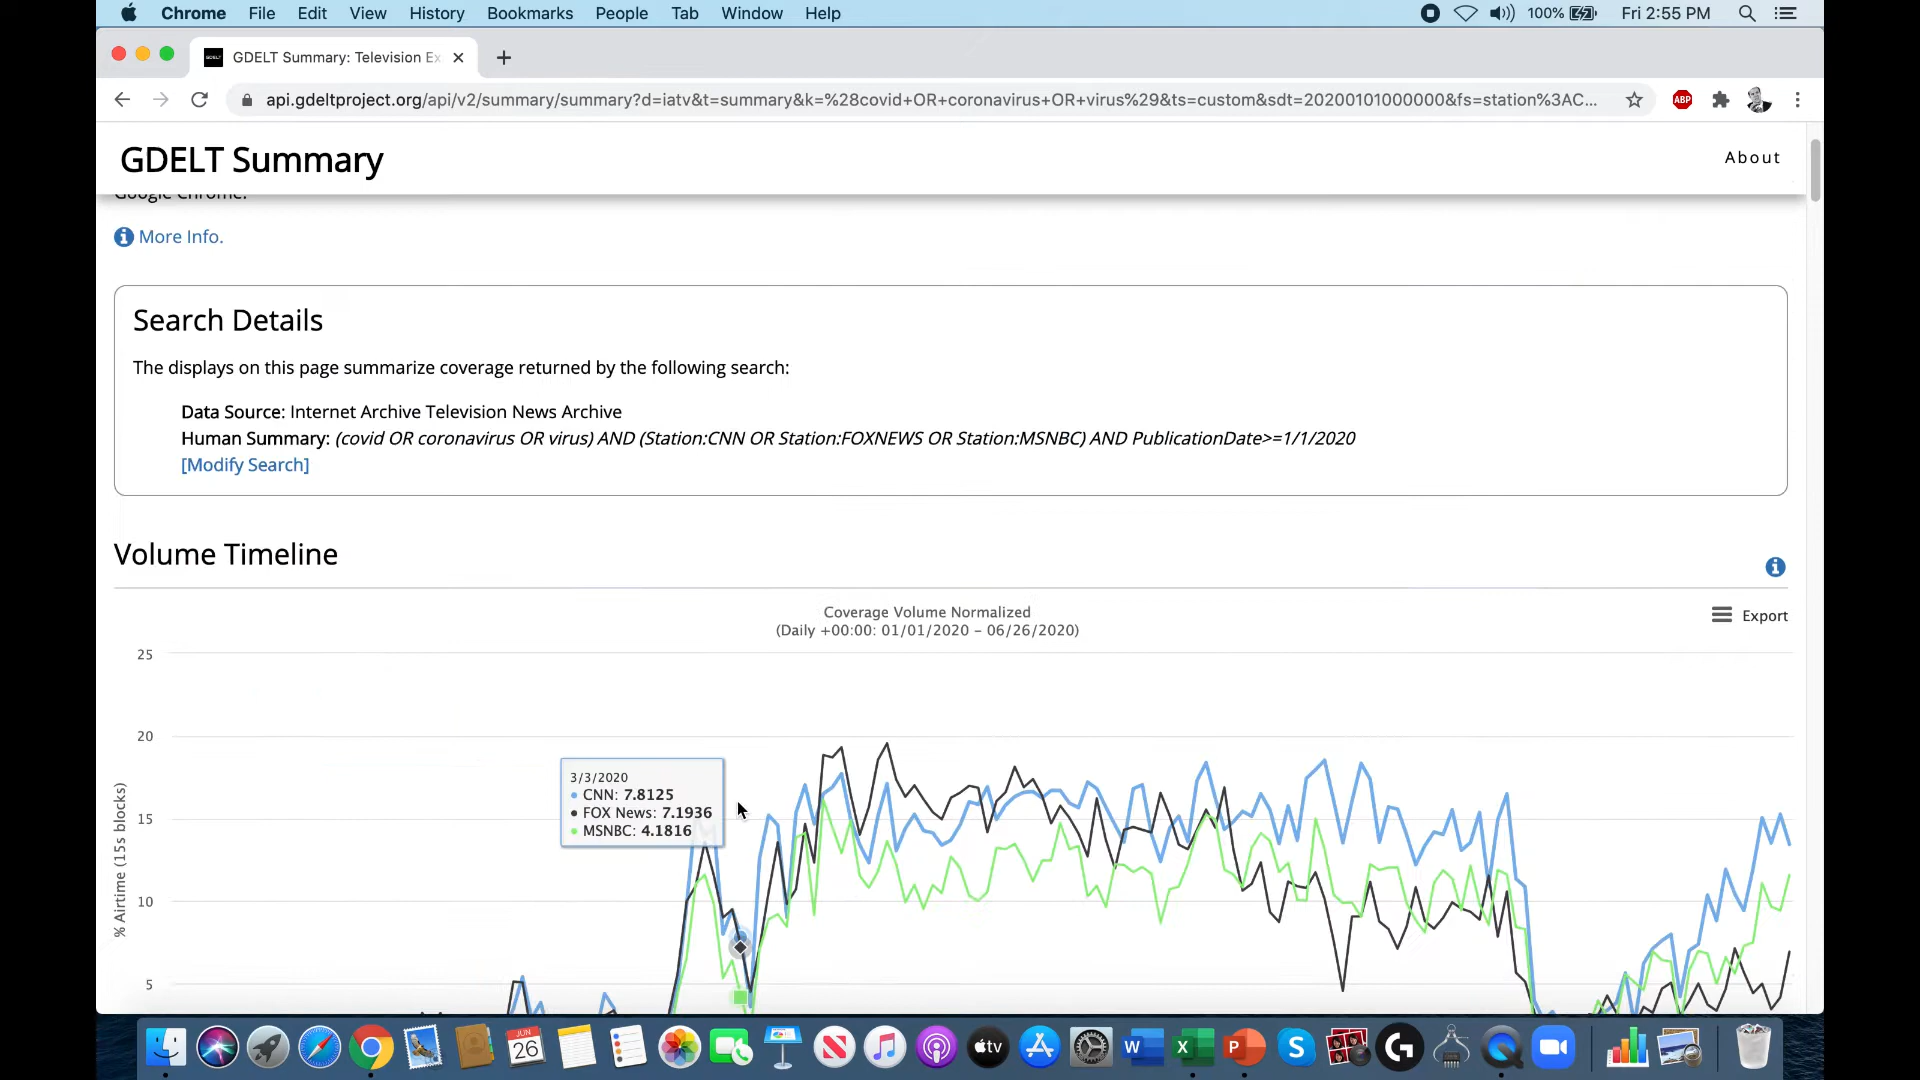 Chrome File Edit View History Bookmarks People Tab Window Help 100% Fri 2:55 PM
GDELT Summary: Television Ex
api.gdeltproject.org/api/v2/summary/summary?d=iatv&t=summary&k=%28covid+OR+coronavirus+OR+virus%29&ts=custom&sdt=20200101000000&fs=station%3AC... ABP
GDELT Summary About
Google Chrome.
More Info.
Search Details
The displays on this page summarize coverage returned by the following search:
Data Source: Internet Archive Television News Archive
Human Summary: (covid OR coronavirus OR virus) AND (Station:CNN OR Station:FOXNEWS OR Station:MSNBC) AND PublicationDate>=1/1/2020
[Modify Search]
Volume Timeline
Coverage Volume Normalized
(Daily +00:00: 01/01/2020 - 06/26/2020)
Export
25
20
15
10
5
% Airtime (15s blocks)
3/3/2020
CNN: 7.8125
FOX News: 7.1936
MSNBC: 4.1816
JUN
26
tv
W
X
P
S
G